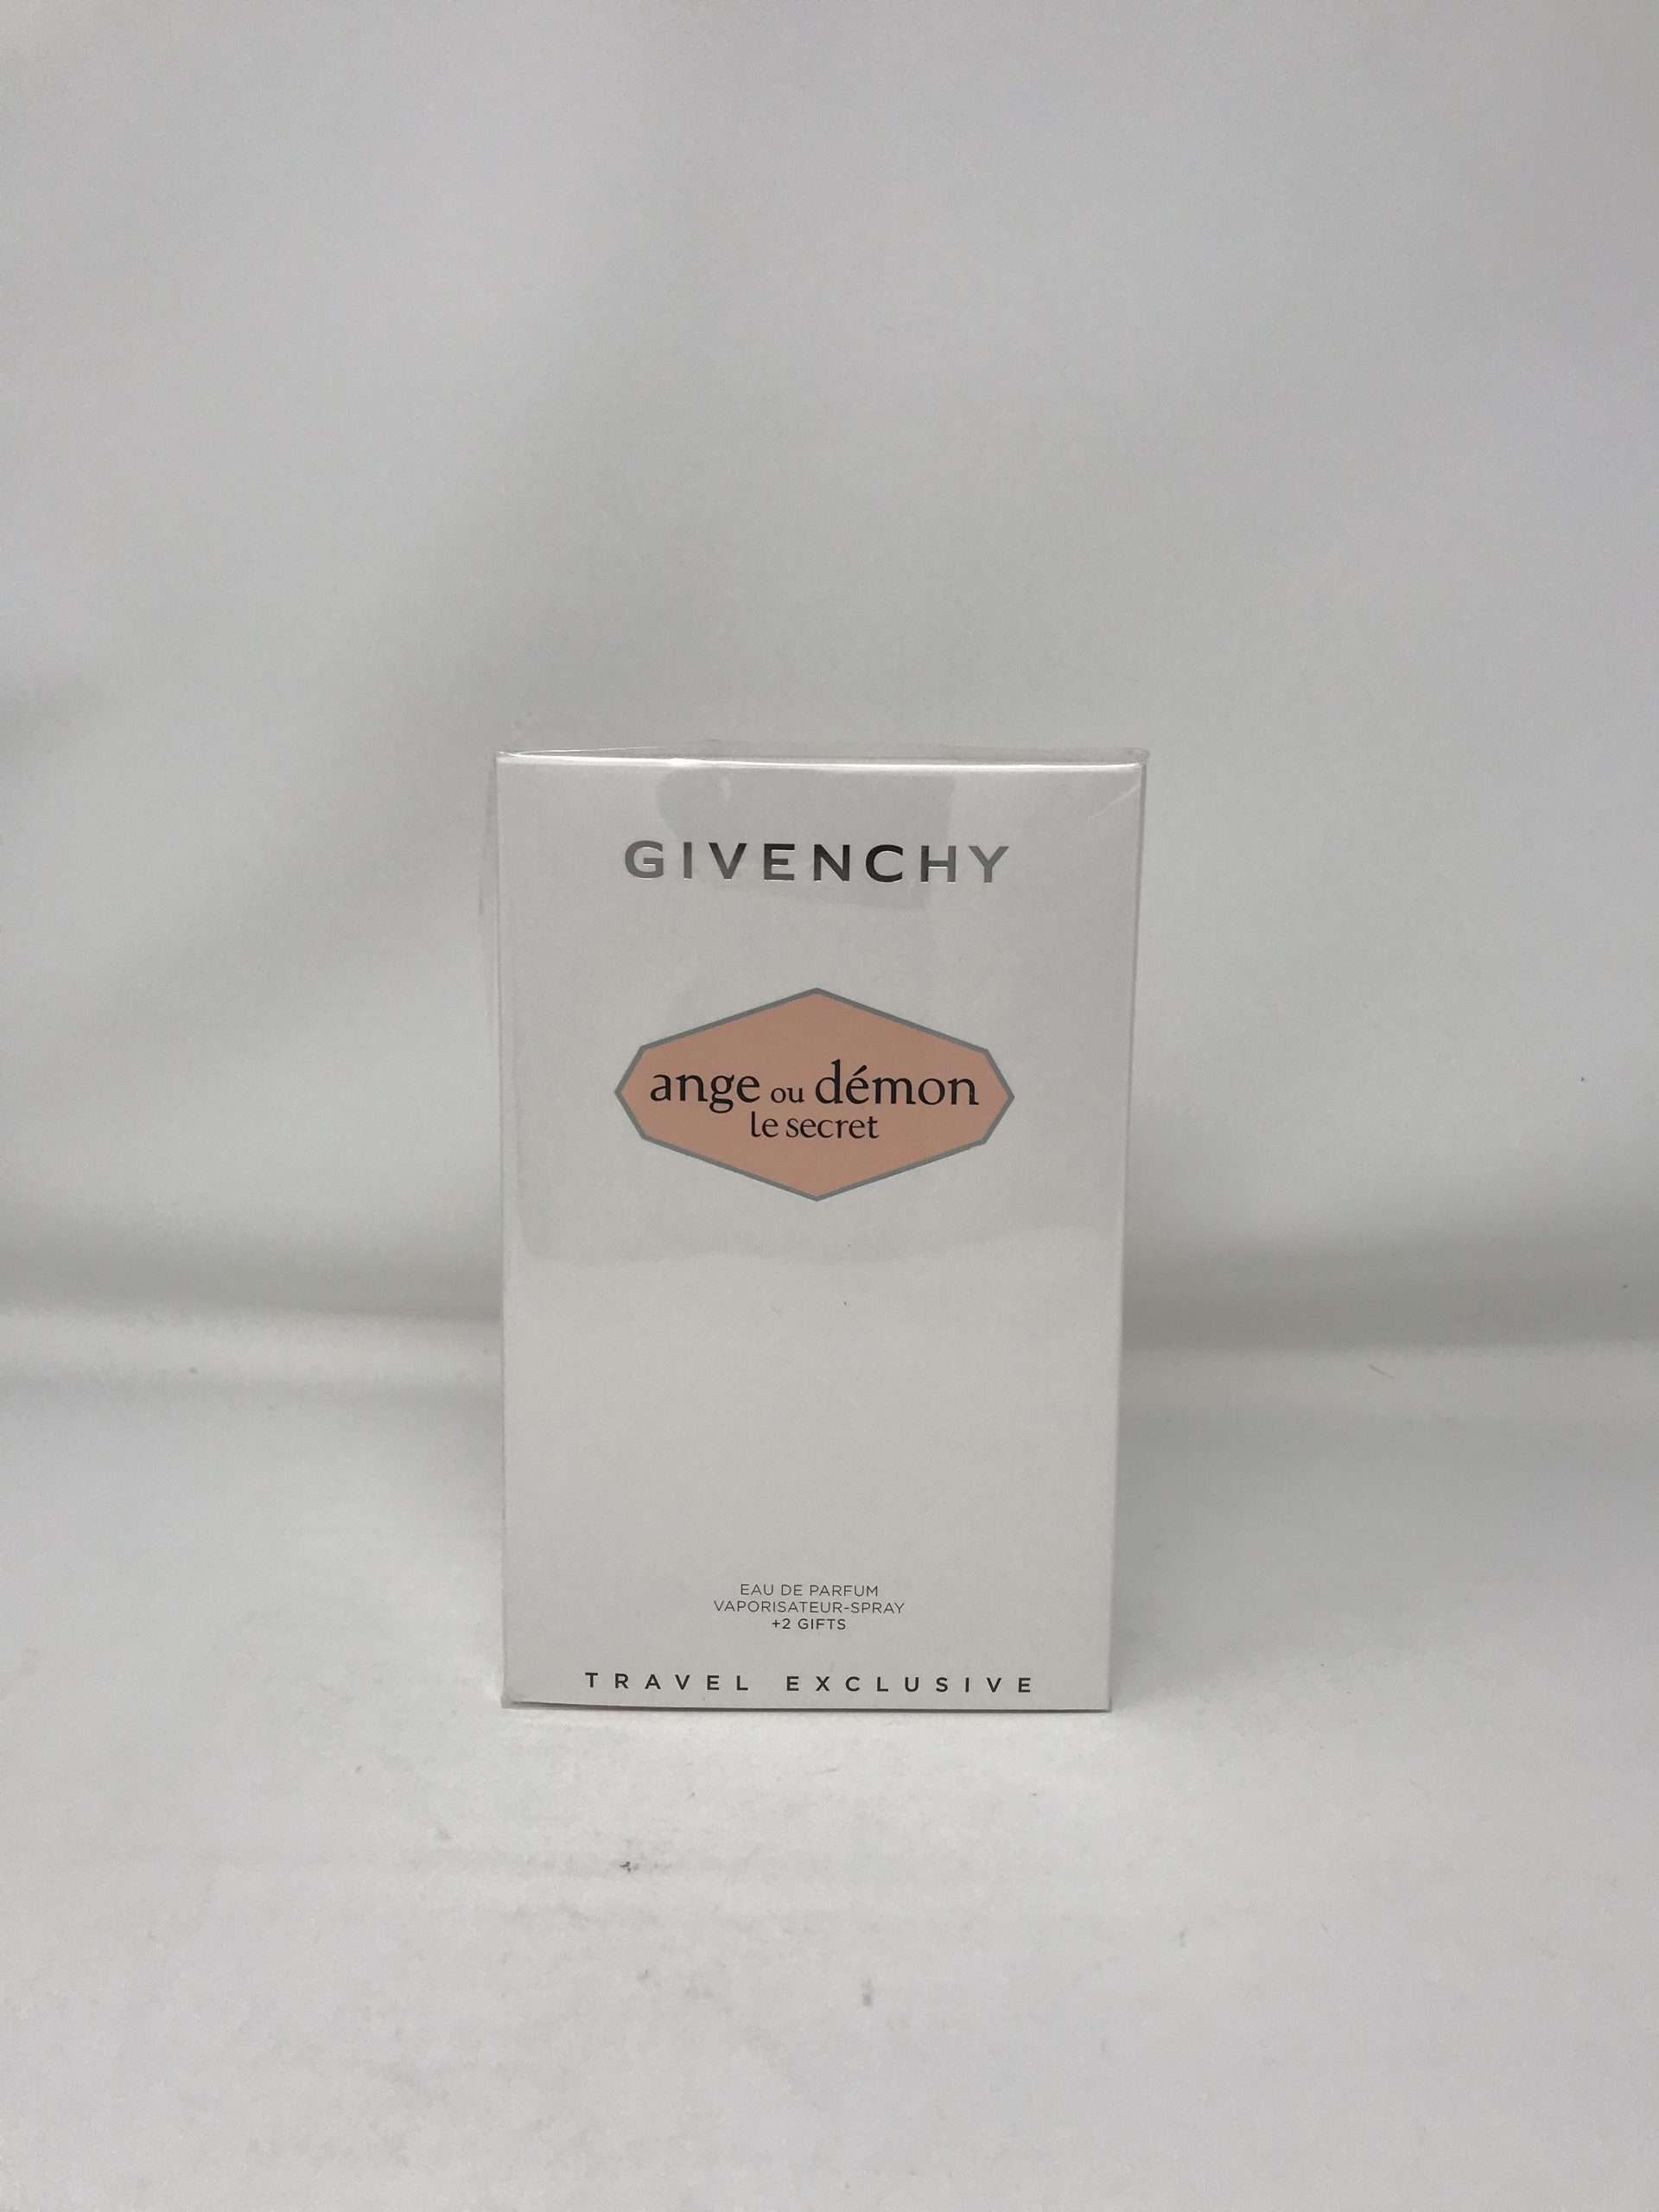 GIVENCHY
ange ou démon
le secret
EAU DE PARFUM
VAPORISATEUR-SPRAY
+2 GIFTS
TRAVEL EXCLUSIVE